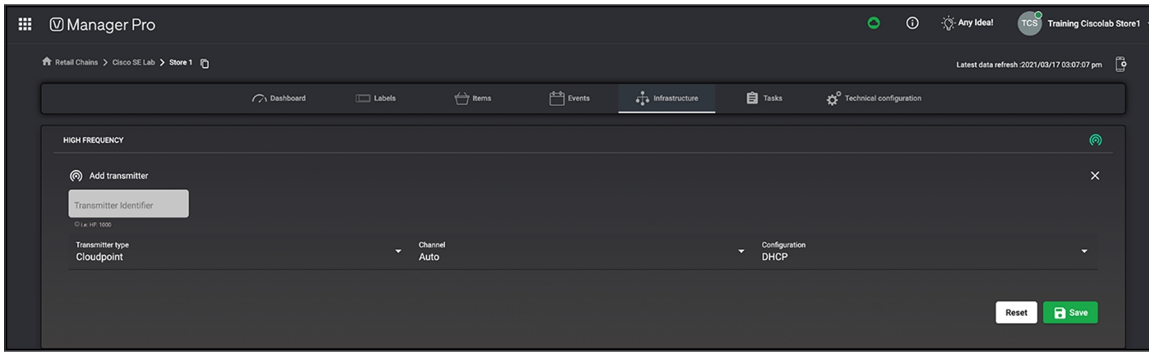 V Manager Pro
Any Idea!
TCS
Training Ciscolab Store1
Retail Chains > Cisco SE Lab > Store 1
Latest data refresh :2021/03/17 03:07:07 pm
Dashboard
Labels
Items
Events
Infrastructure
Tasks
Technical configuration
HIGH FREQUENCY
Add transmitter
Transmitter Identifier
i.e: HF: 1000
Transmitter type
Cloudpoint
Channel
Auto
Configuration
DHCP
Reset
Save